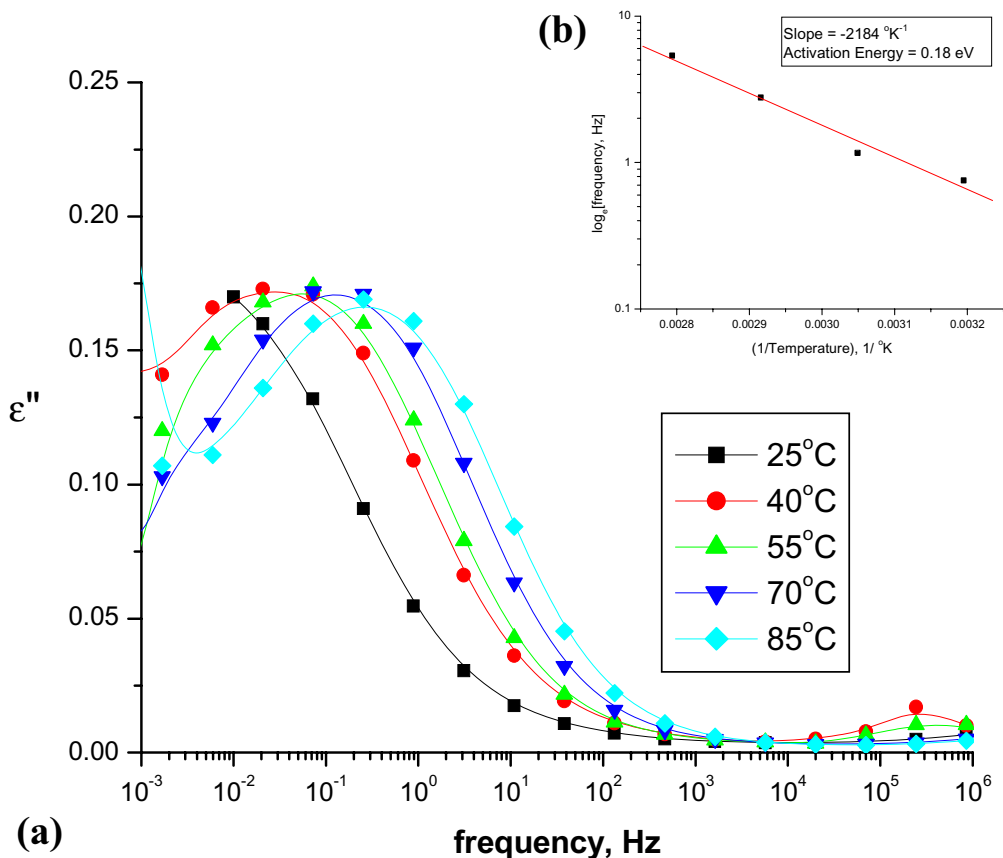 (b)
Slope = -2184 °K⁻¹
Activation Energy = 0.18 eV
10
1
0.1
logₑ[frequency, Hz]
0.0028 0.0029 0.0030 0.0031 0.0032
(1/Temperature), 1/ °K
0.25
0.20
0.15
0.10
0.05
0.00
ε"
25°C
40°C
55°C
70°C
85°C
10⁻³ 10⁻² 10⁻¹ 10⁰ 10¹ 10² 10³ 10⁴ 10⁵ 10⁶
(a)
frequency, Hz